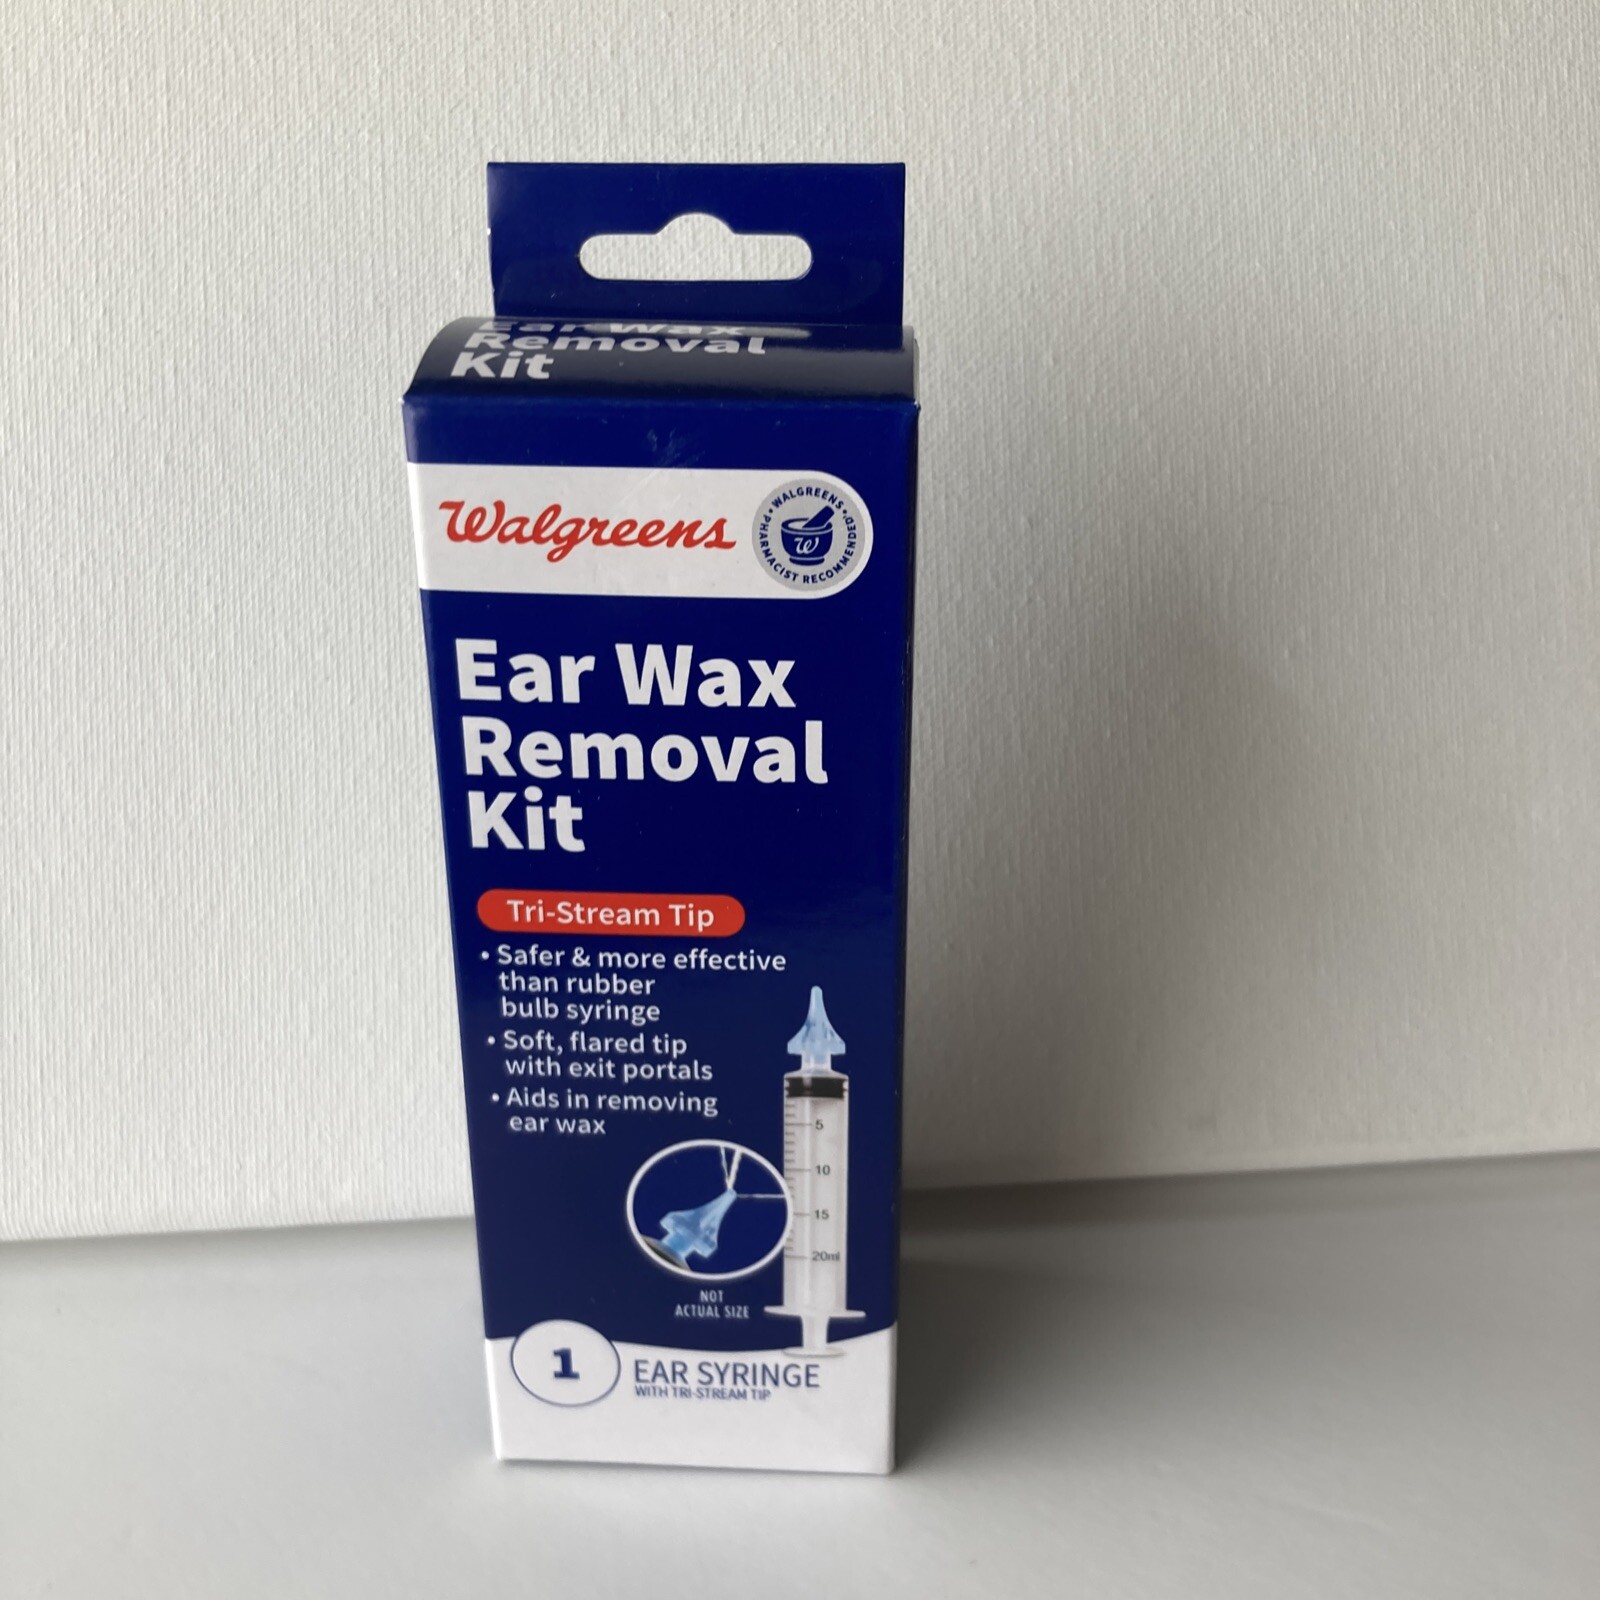 Ear Wax
Removal
Kit
Walgreens
WALGREENS
PHARMACIST RECOMMENDED
W
Ear Wax
Removal
Kit
Tri-Stream Tip
• Safer & more effective
than rubber
bulb syringe
• Soft, flared tip
with exit portals
• Aids in removing
ear wax
5
10
15
20ml
NOT
ACTUAL SIZE
1
EAR SYRINGE
WITH TRI-STREAM TIP